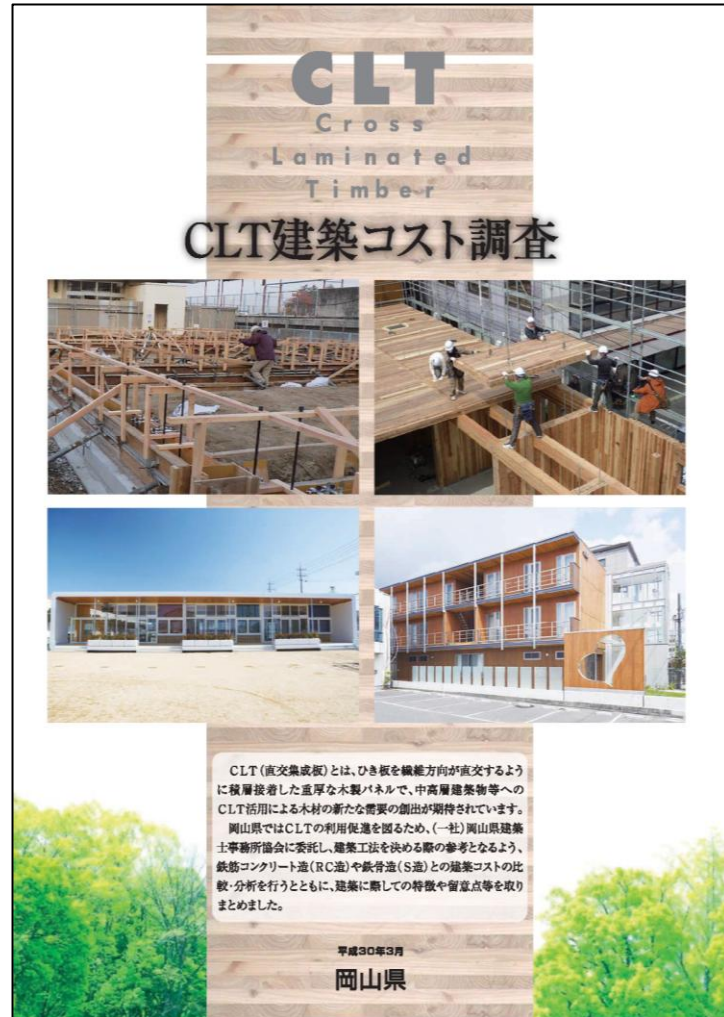 CLT
Cross
Laminated
Timber
CLT建築コスト調査
CLT(直交集成板)とは、ひき板を繊維方向が直交するよう
に積層接着した重厚な木製パネルで、中高層建築物等への
CLT活用による木材の新たな需要の創出が期待されています。
岡山県ではCLTの利用促進を図るため、(一社)岡山県建築
士事務所協会に委託し、建築工法を決める際の参考となるよう、
鉄筋コンクリート造(RC造)や鉄骨造(S造)との建築コストの比
較・分析を行うとともに、建築に際しての特徴や留意点等を取り
まとめました。
平成30年3月
岡山県